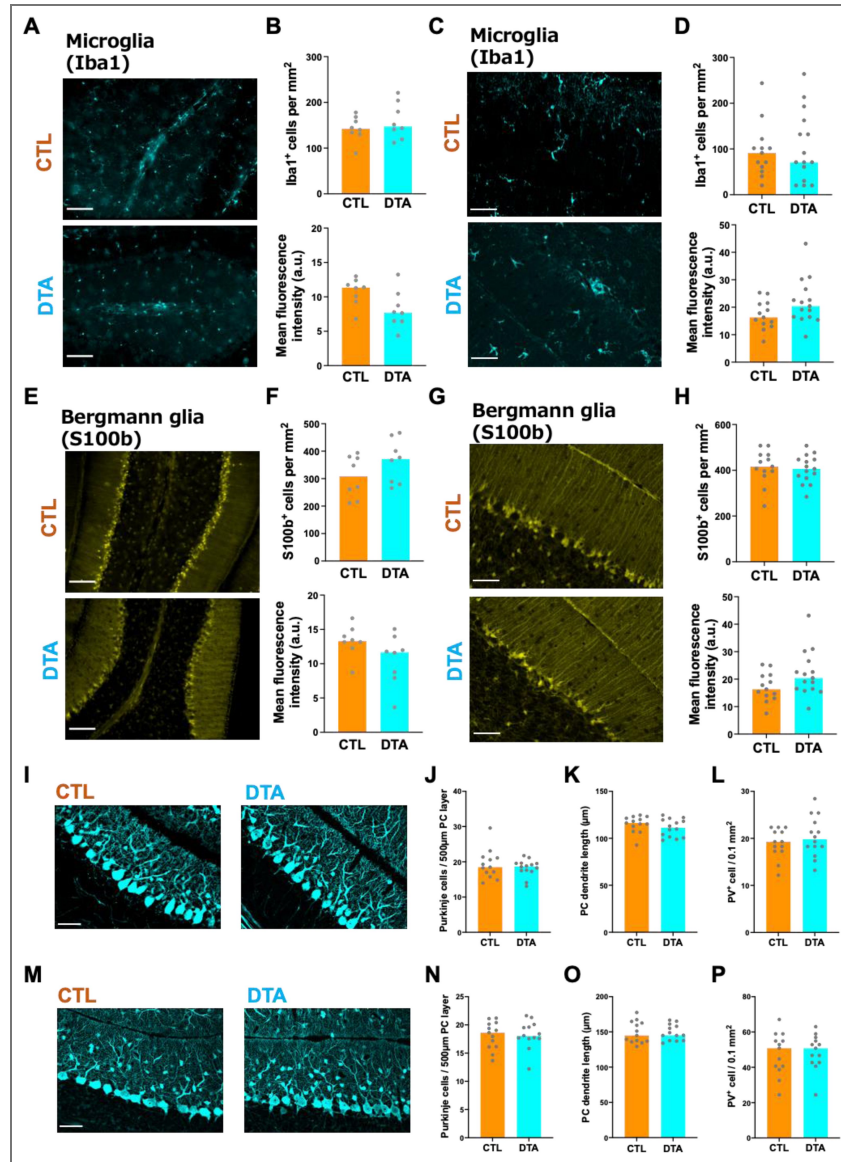 A
Microglia
(Iba1)
CTL
DTA
B
Iba1+ cells per mm2
300
200
100
0
CTL DTA
Mean fluorescence
intensity (a.u.)
20
15
10
5
0
CTL DTA
C
Microglia
(Iba1)
CTL
DTA
D
Iba1+ cells per mm2
300
200
100
0
CTL DTA
Mean fluorescence
intensity (a.u.)
50
40
30
20
10
0
CTL DTA
E
Bergmann glia
(S100b)
CTL
DTA
F
S100b+ cells per mm2
500
400
300
200
100
0
CTL DTA
Mean fluorescence
intensity (a.u.)
20
15
10
5
0
CTL DTA
G
Bergmann glia
(S100b)
CTL
DTA
H
S100b+ cells per mm2
600
400
200
0
CTL DTA
Mean fluorescence
intensity (a.u.)
50
40
30
20
10
0
CTL DTA
I
CTL
DTA
J
Purkinje cells / 500µm PC layer
40
30
20
10
0
CTL DTA
K
PC dendrite length (µm)
150
100
50
0
CTL DTA
L
PV+ cell / 0.1 mm2
30
20
10
0
CTL DTA
M
CTL
DTA
N
Purkinje cells / 500µm PC layer
25
20
15
10
5
0
CTL DTA
O
PC dendrite length (µm)
200
150
100
50
0
CTL DTA
P
PV+ cell / 0.1 mm2
80
60
40
20
0
CTL DTA